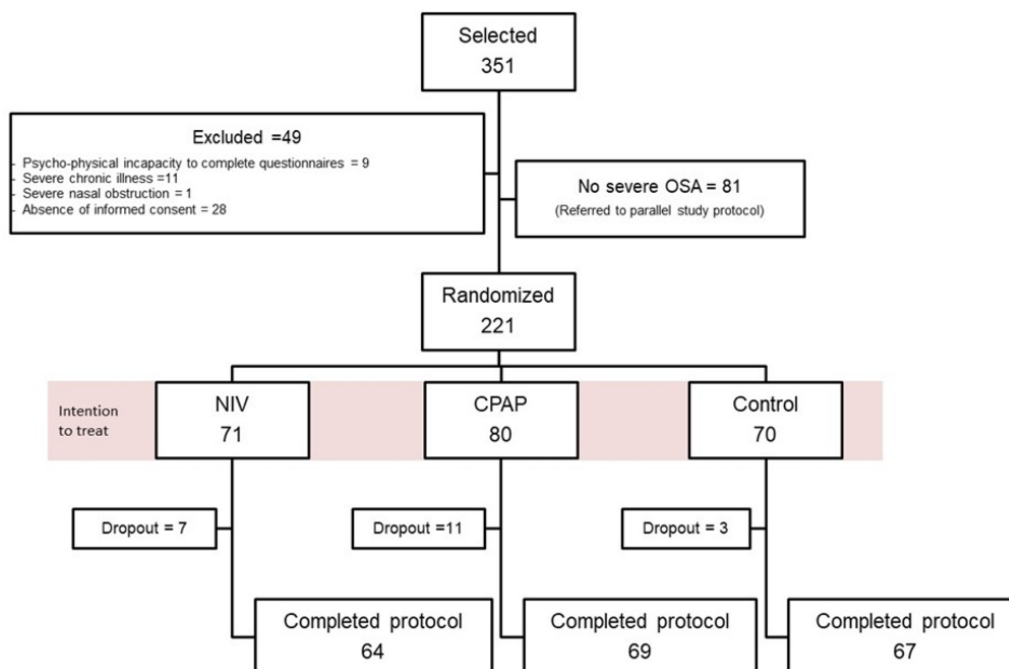 Selected
351
Excluded =49
- Psycho-physical incapacity to complete questionnaires = 9
- Severe chronic illness =11
- Severe nasal obstruction = 1
- Absence of informed consent = 28
No severe OSA = 81
(Referred to parallel study protocol)
Randomized
221
Intention
to treat
NIV
71
CPAP
80
Control
70
Dropout = 7
Dropout =11
Dropout = 3
Completed protocol
64
Completed protocol
69
Completed protocol
67